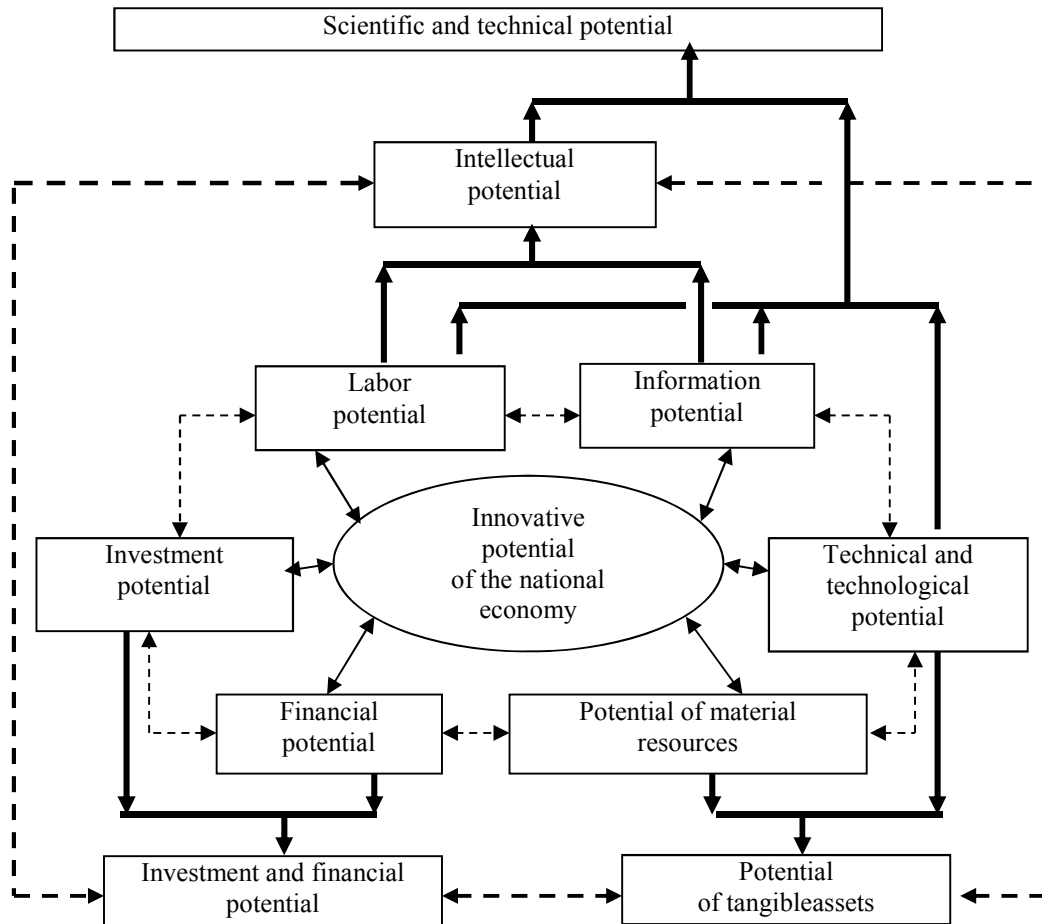 Scientific and technical potential
Intellectual
potential
Labor
potential
Information
potential
Innovative
potential
of the national
economy
Investment
potential
Technical and
technological
potential
Financial
potential
Potential of material
resources
Investment and financial
potential
Potential
of tangibleassets